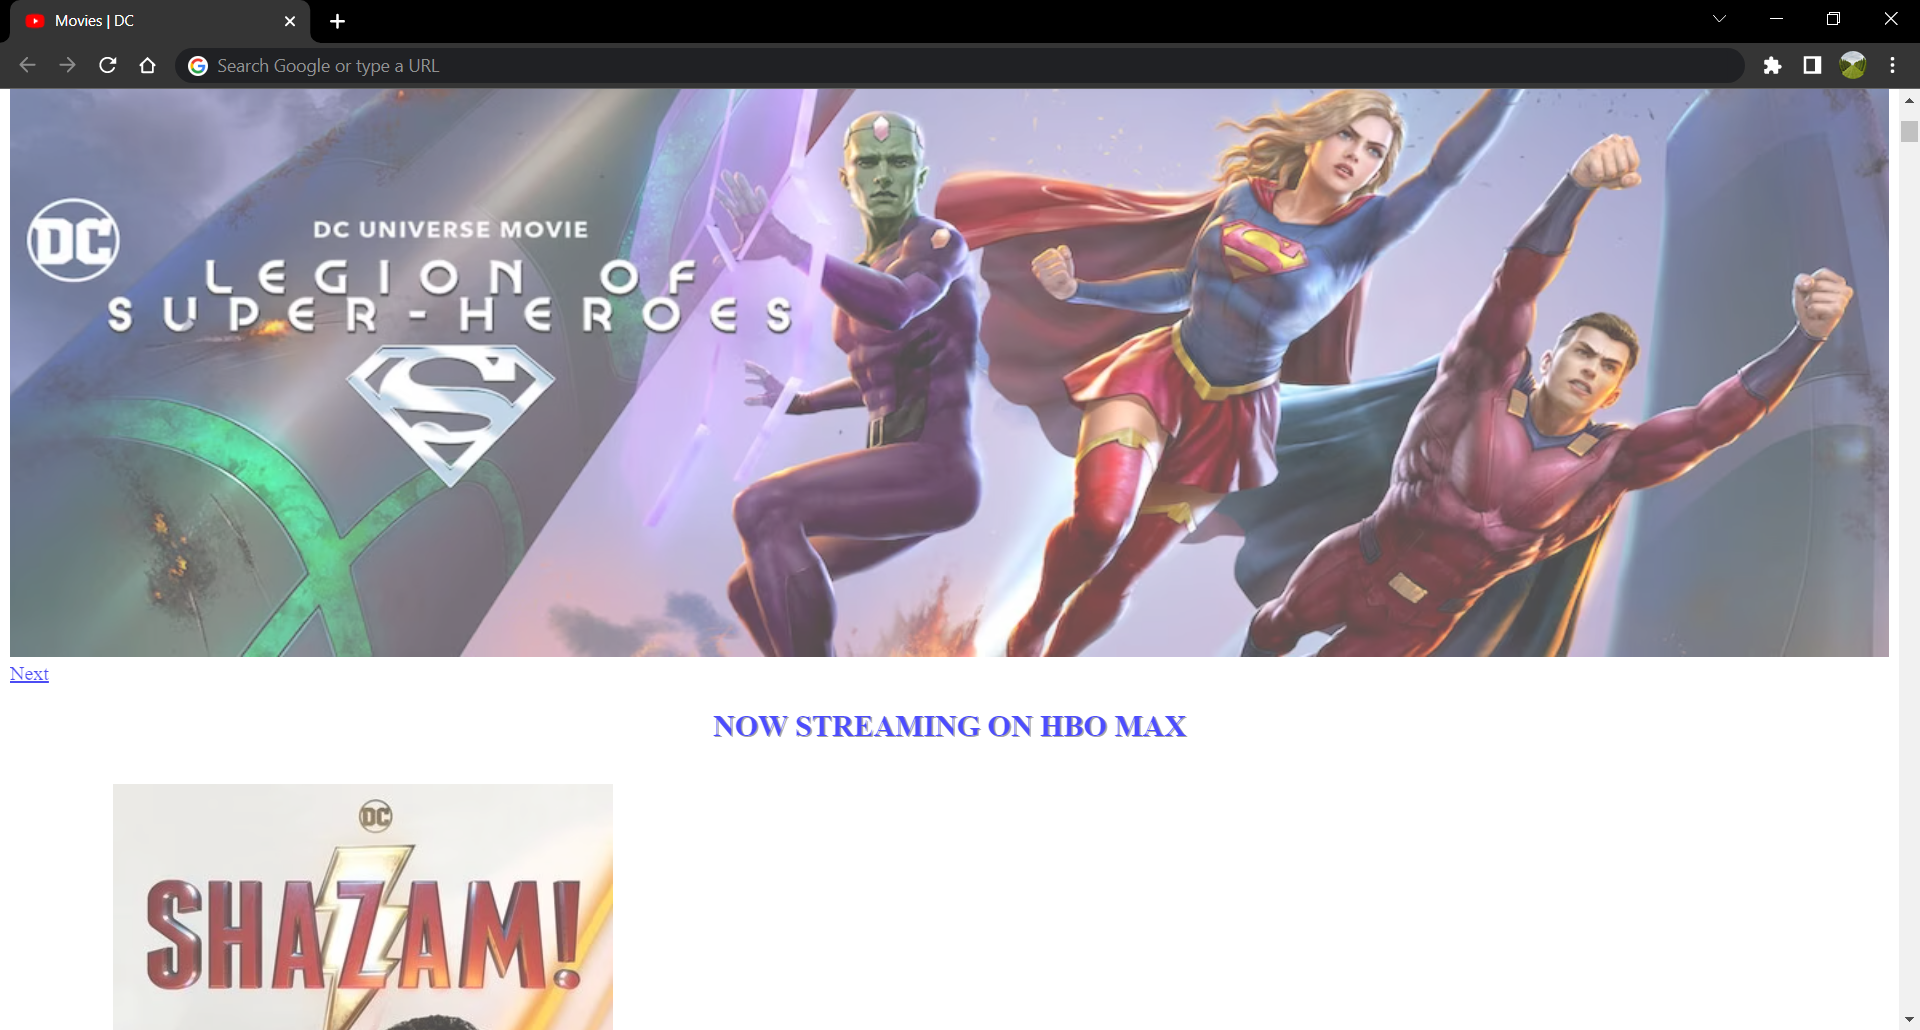 Movies | DC
Search Google or type a URL
DC
DC UNIVERSE MOVIE
LEGION OF
SUPER-HEROES
S
S
Next
NOW STREAMING ON HBO MAX
DC
SHAZAM!